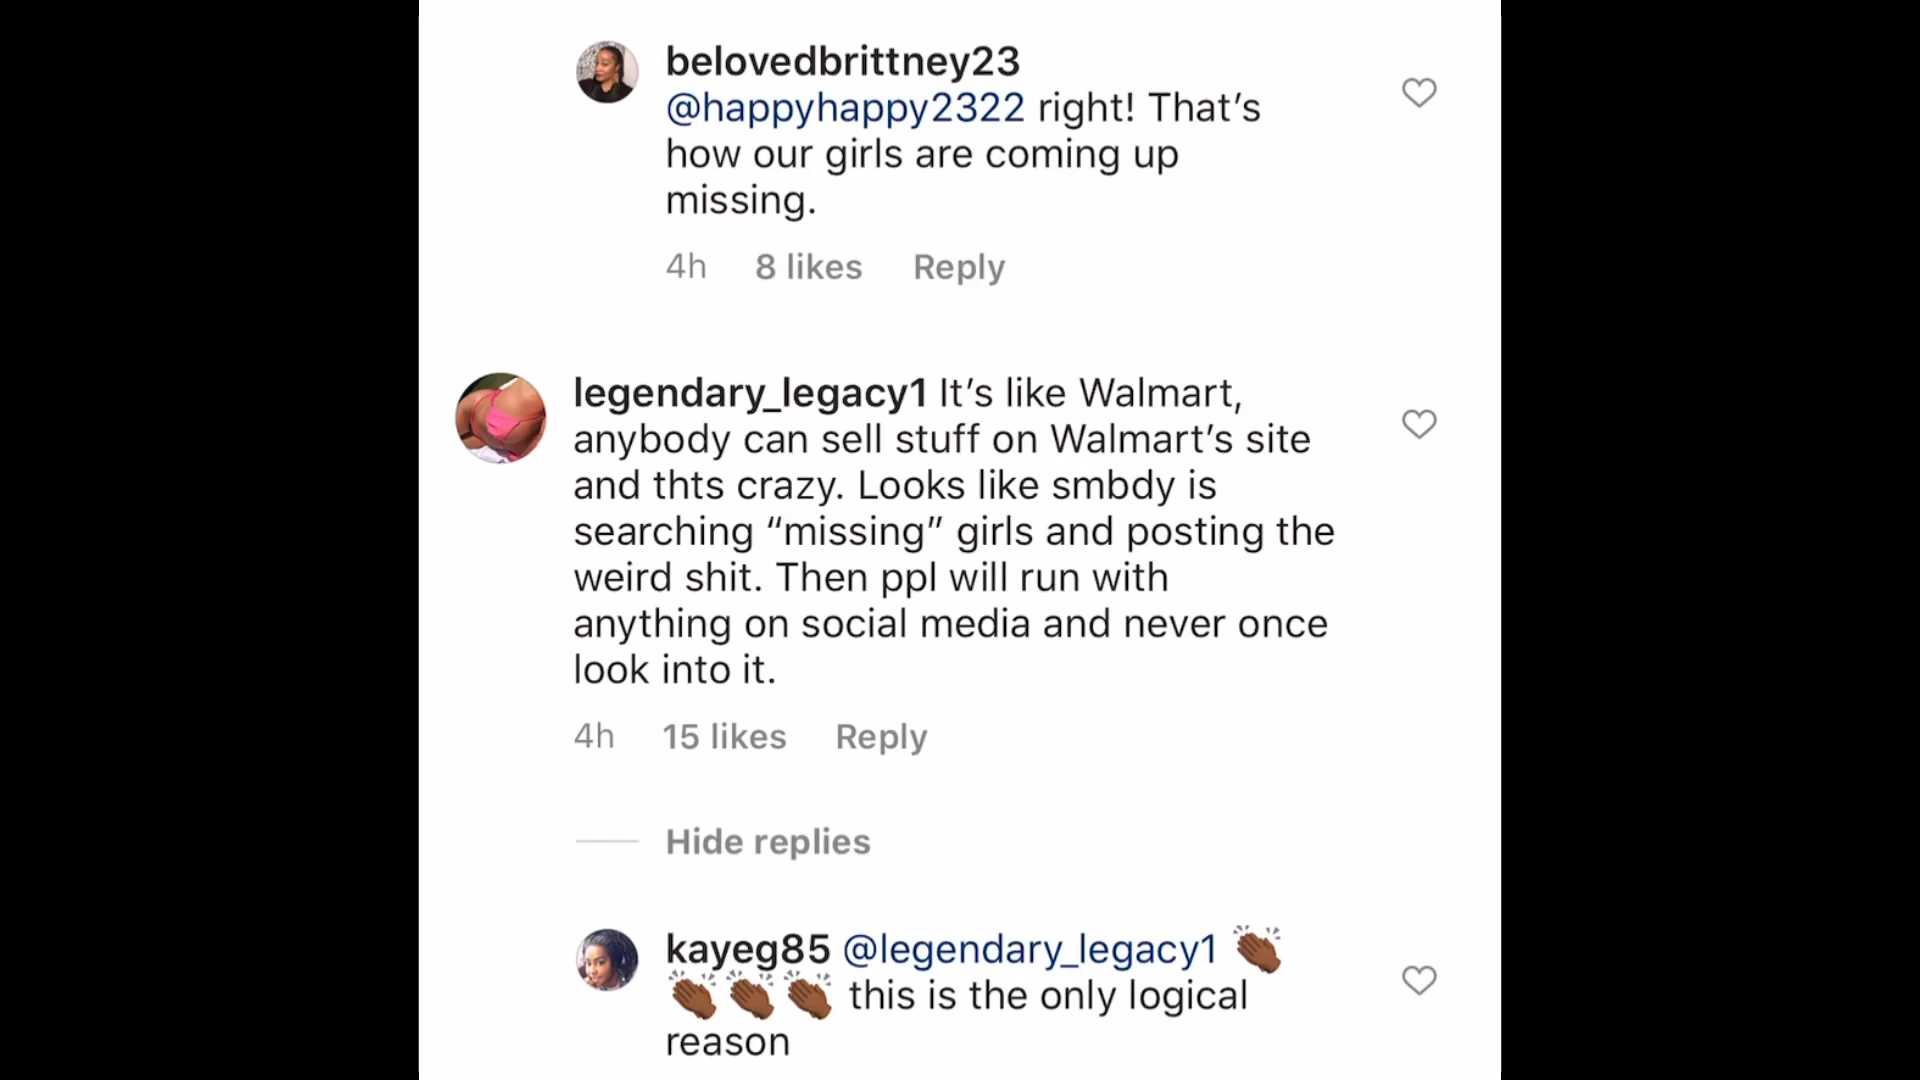 belovedbrittney23
@happyhappy2322 right! That’s
how our girls are coming up
missing.
4h 8 likes Reply
legendary_legacy1 It’s like Walmart,
anybody can sell stuff on Walmart’s site
and thts crazy. Looks like smbdy is
searching “missing” girls and posting the
weird shit. Then ppl will run with
anything on social media and never once
look into it.
4h 15 likes Reply
Hide replies
kayeg85 @legendary_legacy1 👏🏾
👏🏾👏🏾👏🏾 this is the only logical
reason